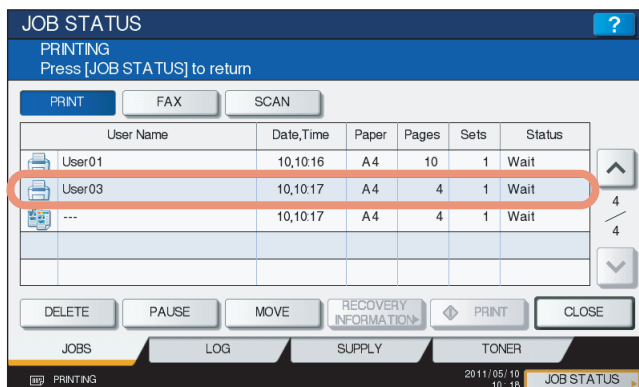 JOB STATUS ?
PRINTING
Press [JOB STATUS] to return
PRINT FAX SCAN
User Name Date,Time Paper Pages Sets Status
User01 10,10:16 A4 10 1 Wait
User03 10,10:17 A4 4 1 Wait
--- 10,10:17 A4 4 1 Wait
4
4
DELETE PAUSE MOVE RECOVERY INFORMATION PRINT CLOSE
JOBS LOG SUPPLY TONER
PRINTING 2011/05/10 10:18 JOB STATUS